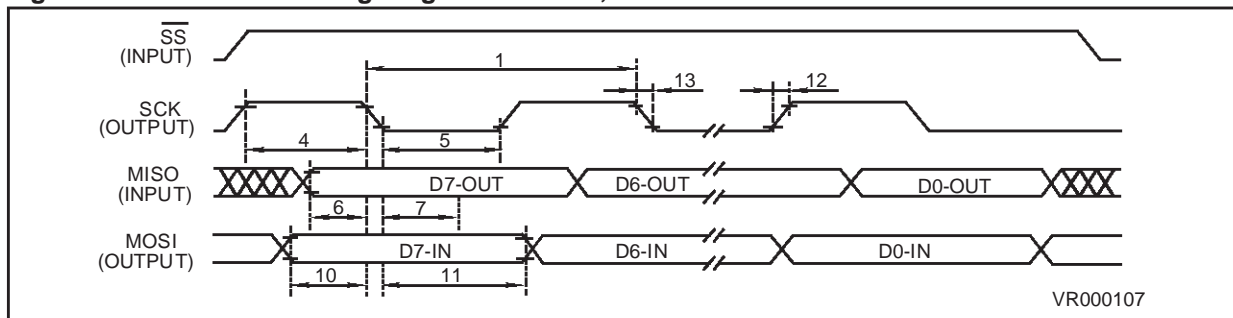 SS
(INPUT)
1
13
12
SCK
(OUTPUT)
4
5
MISO
(INPUT)
D7-OUT
D6-OUT
D0-OUT
6
7
MOSI
(OUTPUT)
D7-IN
D6-IN
D0-IN
10
11
VR000107